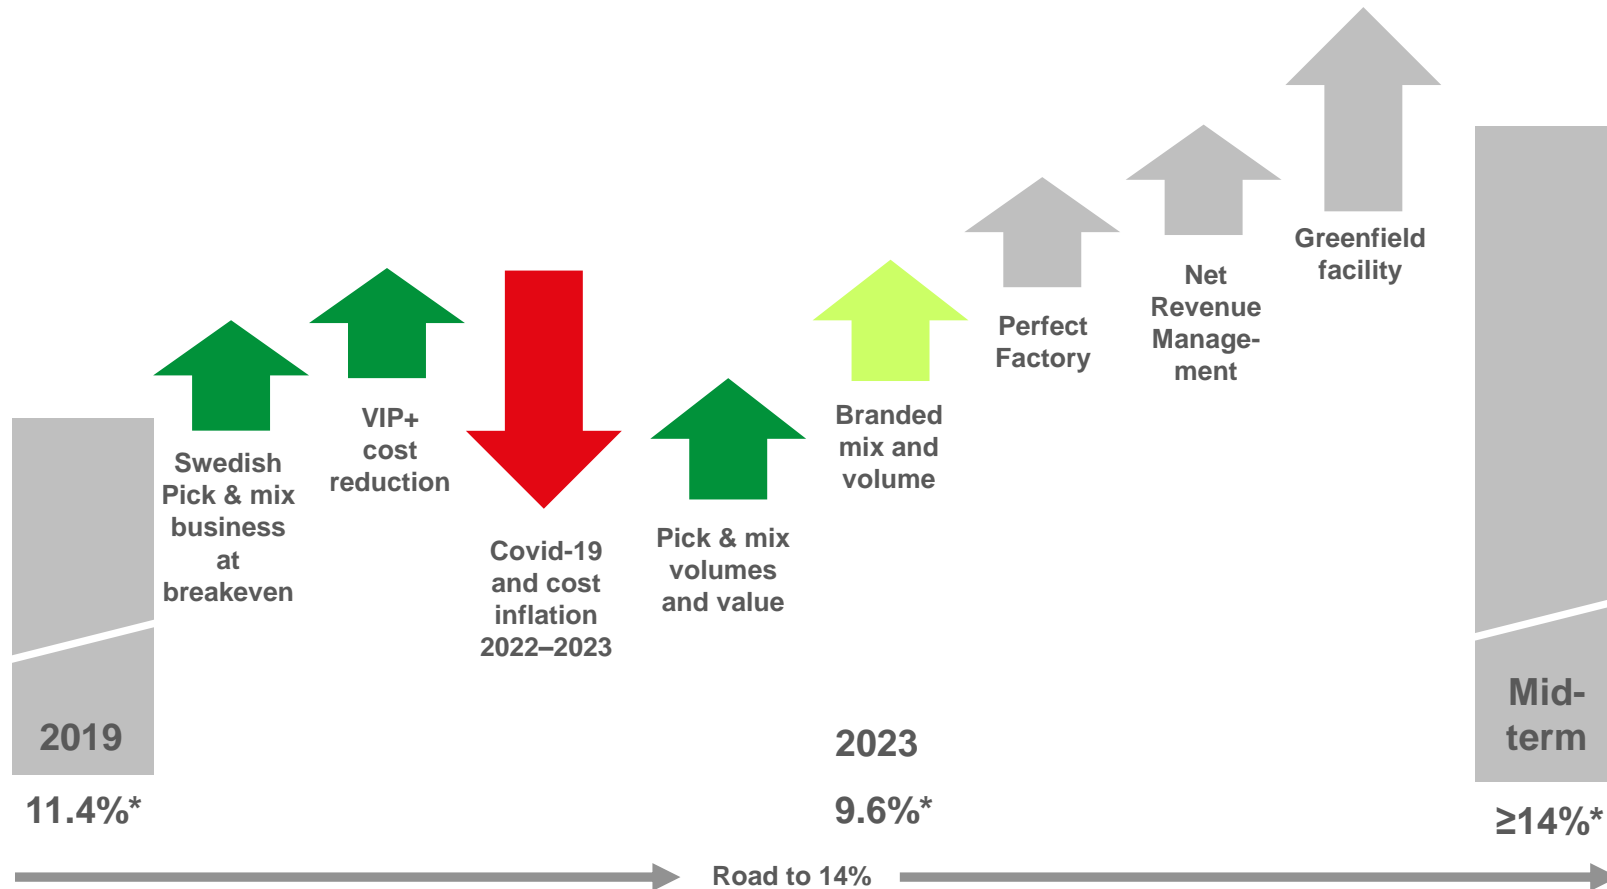 Swedish
Pick & mix
business
at
breakeven
VIP+
cost
reduction
Covid-19
and cost
inflation
2022–2023
Pick & mix
volumes
and value
Branded
mix and
volume
Perfect
Factory
Net
Revenue
Manage-
ment
Greenfield
facility
2019
11.4%*
2023
9.6%*
Mid-
term
≥14%*
Road to 14%